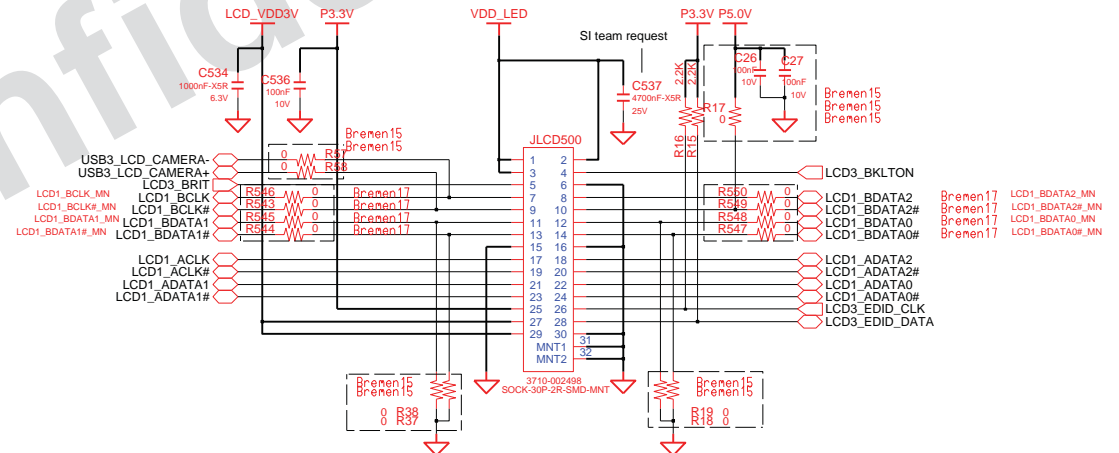 nfid
LCD_VDD3V P3.3V VDD_LED P3.3V P5.0V
SI team request
C534
1000nF-X5R
6.3V
C536
100nF
10V
C537
4700nF-X5R
25V
2.2K
2.2K
R16
R15
R17
0
C26
100nF
10V
C27
100nF
10V
Bremen15
Bremen15
Bremen15
Bremen15
Bremen15
JLCD500
USB3_LCD_CAMERA- 0 R57
USB3_LCD_CAMERA+ 0 R58
LCD3_BRIT
LCD1_BCLK_MN LCD1_BCLK R546 0 Bremen17
LCD1_BCLK#_MN LCD1_BCLK# R543 0 Bremen17
LCD1_BDATA1_MN LCD1_BDATA1 R545 0 Bremen17
LCD1_BDATA1#_MN LCD1_BDATA1# R544 0 Bremen17
LCD1_ACLK
LCD1_ACLK#
LCD1_ADATA1
LCD1_ADATA1#
1 2
3 4
5 6
7 8
9 10
11 12
13 14
15 16
17 18
19 20
21 22
23 24
25 26
27 28
29 30
MNT1 31
MNT2 32
3710-002498
SOCK-30P-2R-SMD-MNT
LCD3_BKLTON
R550 0 LCD1_BDATA2 Bremen17 LCD1_BDATA2_MN
R549 0 LCD1_BDATA2# Bremen17 LCD1_BDATA2#_MN
R548 0 LCD1_BDATA0 Bremen17 LCD1_BDATA0_MN
R547 0 LCD1_BDATA0# Bremen17 LCD1_BDATA0#_MN
LCD1_ADATA2
LCD1_ADATA2#
LCD1_ADATA0
LCD1_ADATA0#
LCD3_EDID_CLK
LCD3_EDID_DATA
Bremen15
Bremen15
0 R38
0 R37
Bremen15
Bremen15
R19 0
R18 0